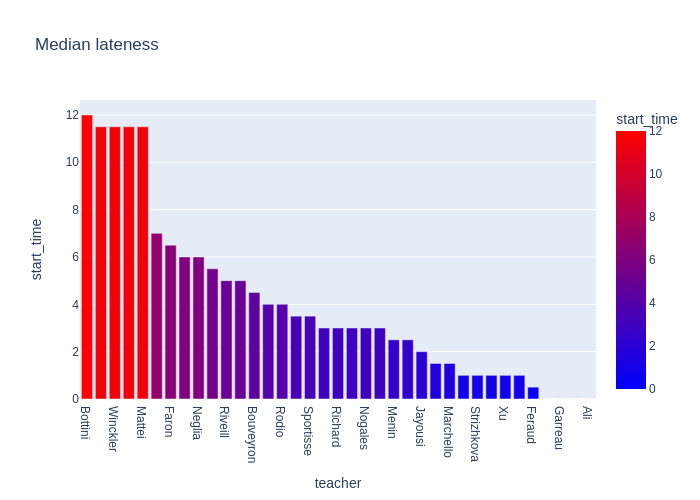 Median lateness
start_time
12
10
8
6
4
2
0
start_time
12
10
8
6
4
2
0
Bottini
Winckler
Mattei
Faron
Neglia
Riveill
Bouveyron
Rodio
Sportisse
Richard
Nogales
Menin
Jayousi
Marchello
Strizhkova
Xu
Feraud
Garreau
Ali
teacher